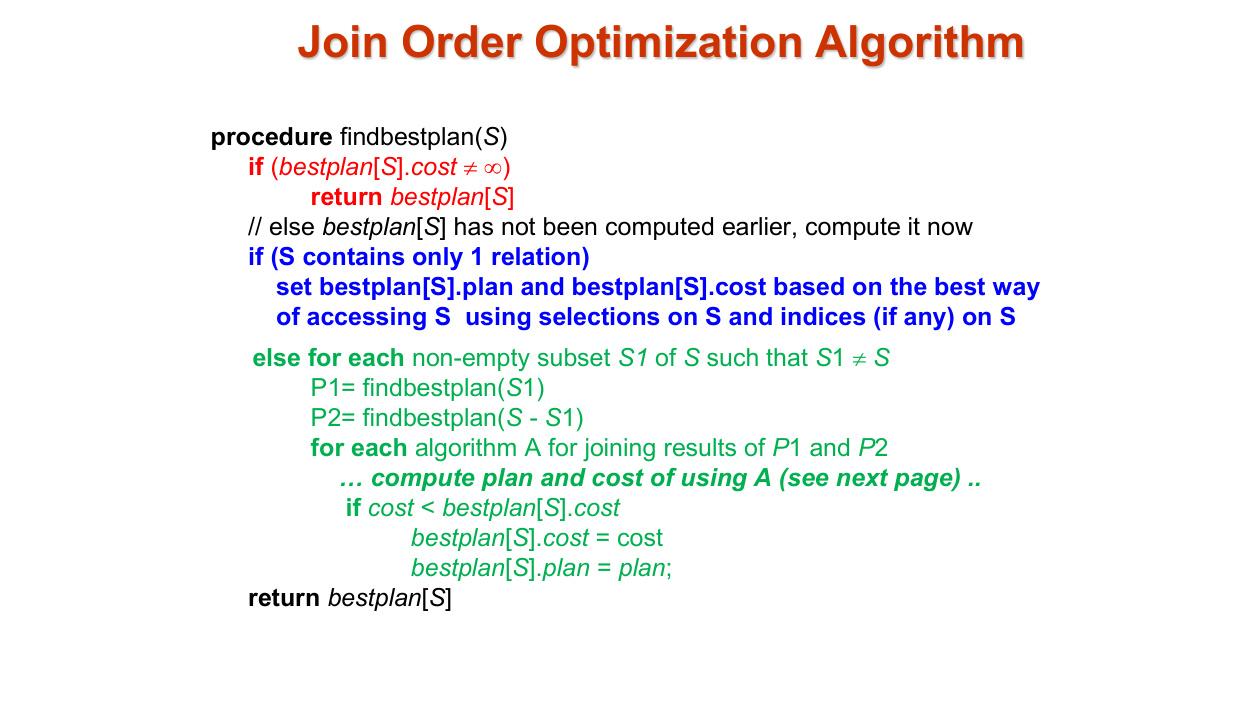 Join Order Optimization Algorithm
procedure findbestplan(S)
if (bestplan[S].cost ≠ ∞)
return bestplan[S]
// else bestplan[S] has not been computed earlier, compute it now
if (S contains only 1 relation)
set bestplan[S].plan and bestplan[S].cost based on the best way
of accessing S using selections on S and indices (if any) on S
else for each non-empty subset S1 of S such that S1 ≠ S
P1= findbestplan(S1)
P2= findbestplan(S - S1)
for each algorithm A for joining results of P1 and P2
… compute plan and cost of using A (see next page) ..
if cost < bestplan[S].cost
bestplan[S].cost = cost
bestplan[S].plan = plan;
return bestplan[S]